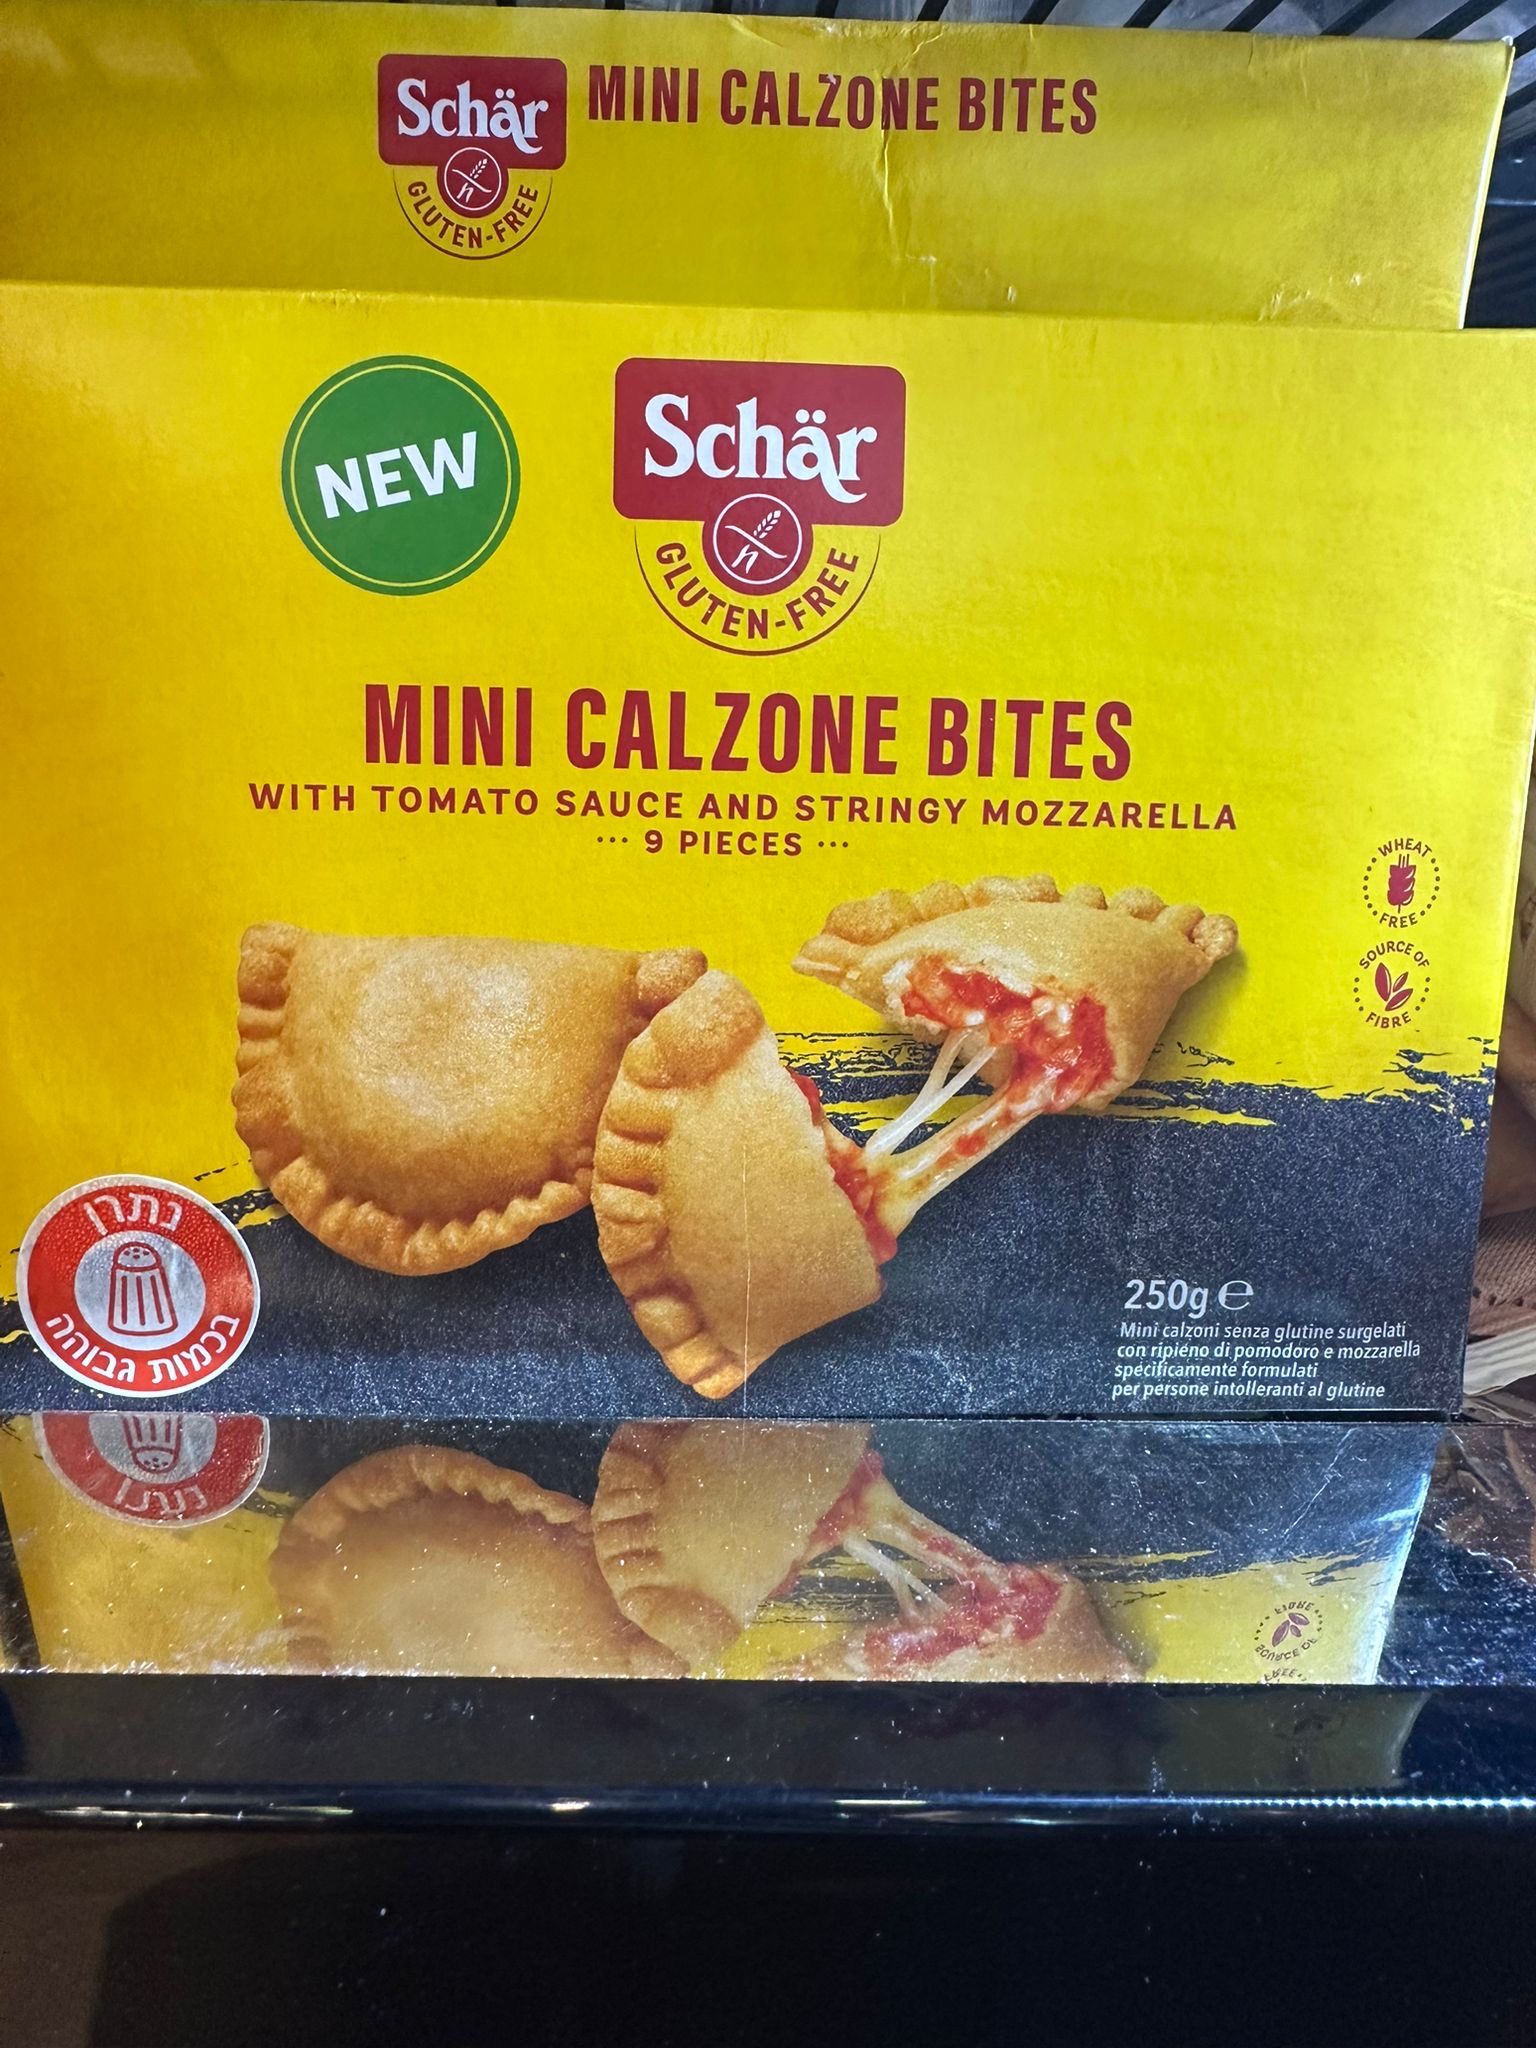 Schär
GLUTEN-FREE
MINI CALZONE BITES
NEW
Schär
GLUTEN-FREE
MINI CALZONE BITES
WITH TOMATO SAUCE AND STRINGY MOZZARELLA
••• 9 PIECES •••
WHEAT
FREE
SOURCE OF
FIBRE
נתרן
בכמות גבוהה
250g ℮
Mini calzoni senza glutine surgelati
con ripieno di pomodoro e mozzarella
specificamente formulati
per persone intolleranti al glutine